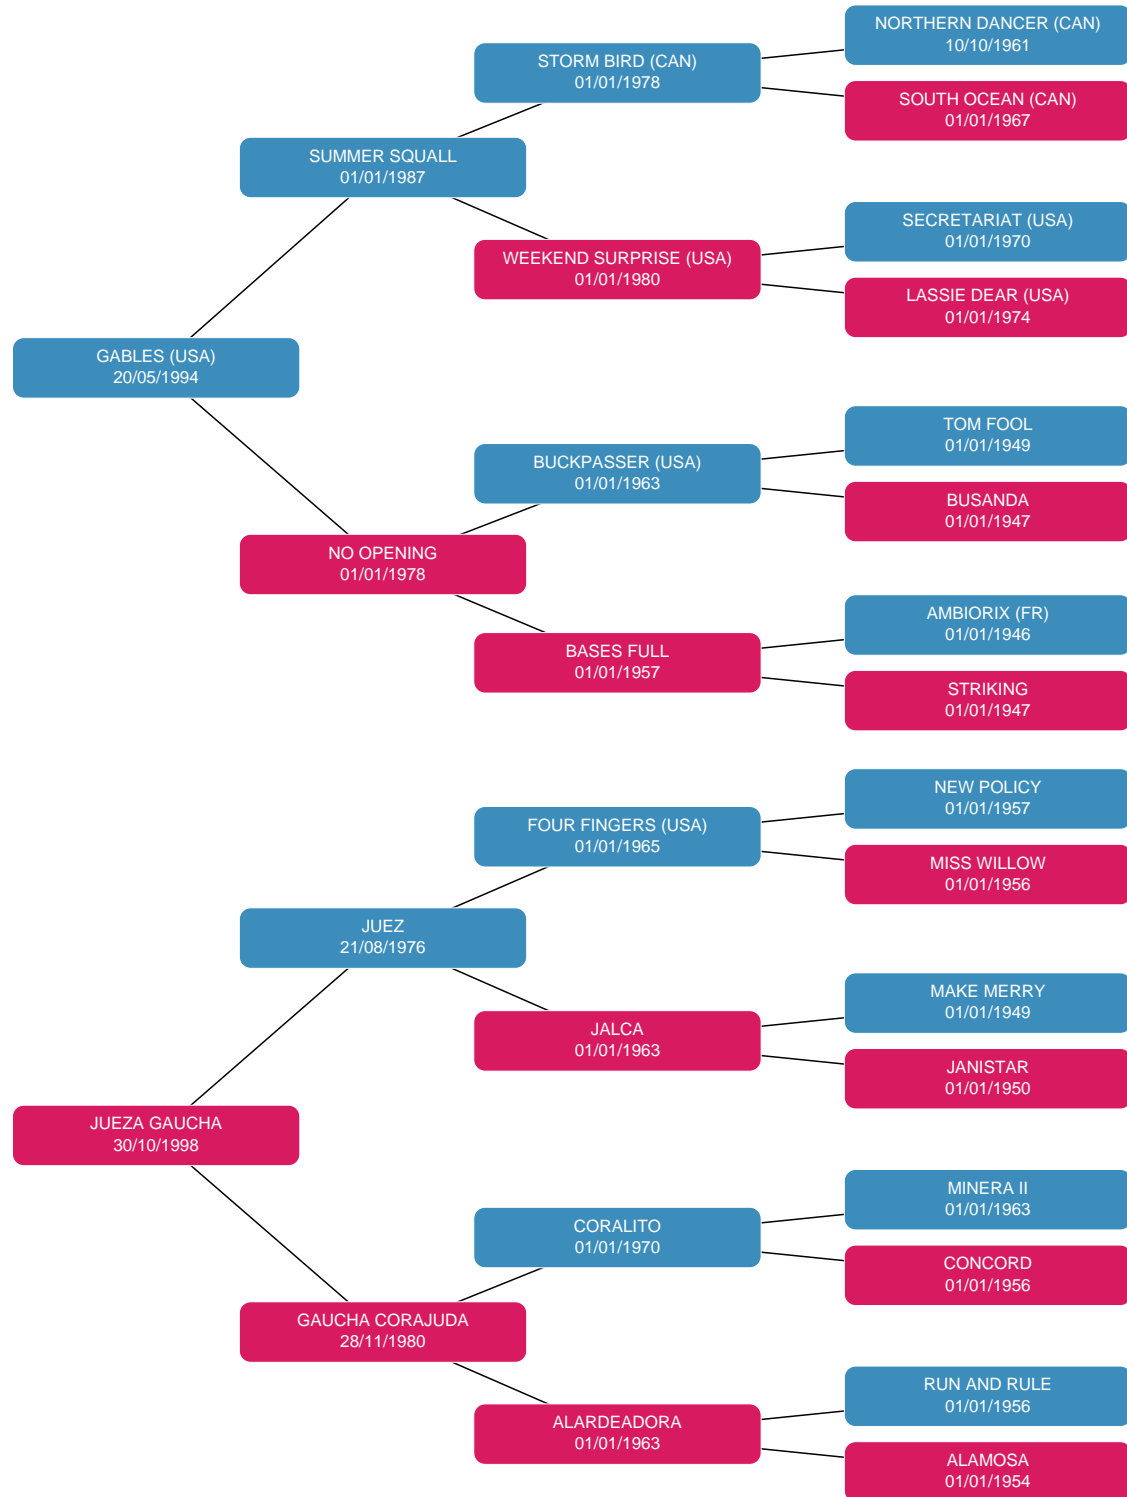 NORTHERN DANCER (CAN)
10/10/1961
STORM BIRD (CAN)
01/01/1978
SOUTH OCEAN (CAN)
01/01/1967
SUMMER SQUALL
01/01/1987
SECRETARIAT (USA)
01/01/1970
WEEKEND SURPRISE (USA)
01/01/1980
LASSIE DEAR (USA)
01/01/1974
GABLES (USA)
20/05/1994
TOM FOOL
01/01/1949
BUCKPASSER (USA)
01/01/1963
BUSANDA
01/01/1947
NO OPENING
01/01/1978
AMBIORIX (FR)
01/01/1946
BASES FULL
01/01/1957
STRIKING
01/01/1947
NEW POLICY
01/01/1957
FOUR FINGERS (USA)
01/01/1965
MISS WILLOW
01/01/1956
JUEZ
21/08/1976
MAKE MERRY
01/01/1949
JALCA
01/01/1963
JANISTAR
01/01/1950
JUEZA GAUCHA
30/10/1998
MINERA II
01/01/1963
CORALITO
01/01/1970
CONCORD
01/01/1956
GAUCHA CORAJUDA
28/11/1980
RUN AND RULE
01/01/1956
ALARDEADORA
01/01/1963
ALAMOSA
01/01/1954